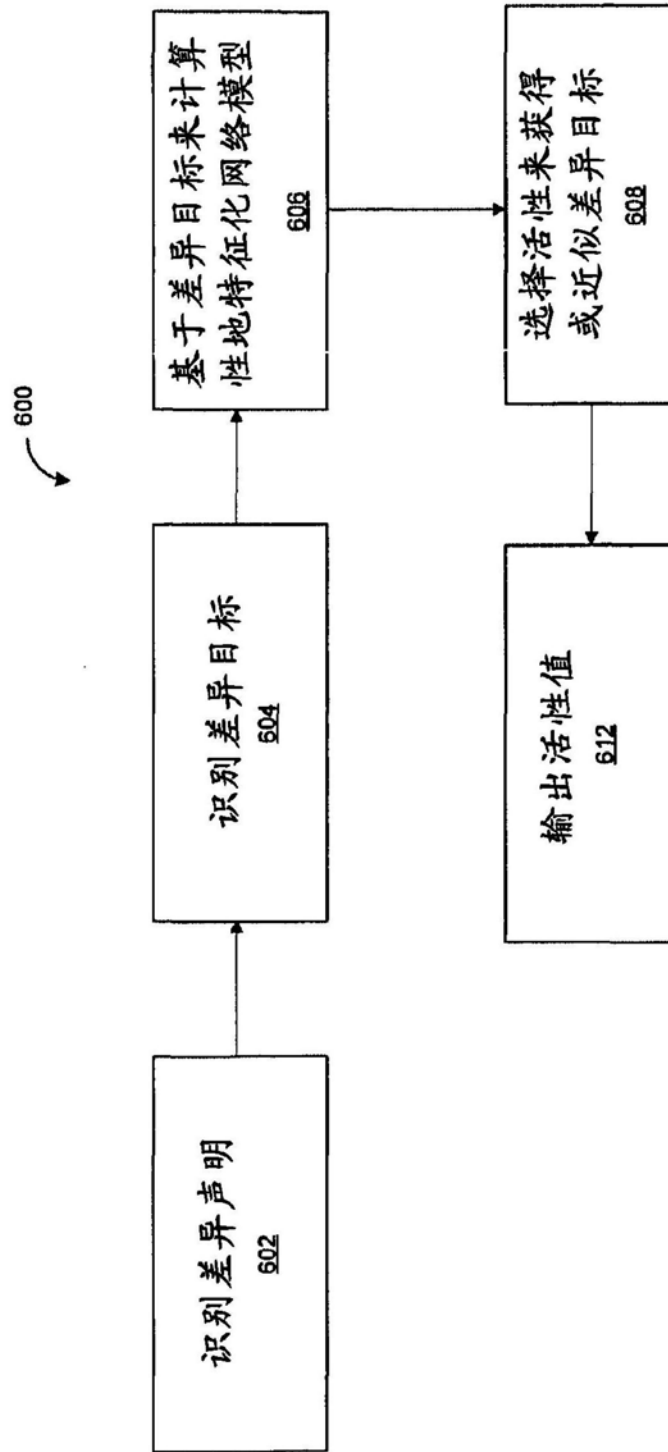 600
识别差异声明
602
识别差异目标
604
基于差异目标来计算
性地特征化网络模型
606
选择活性来获得
或近似差异目标
608
输出活性值
612